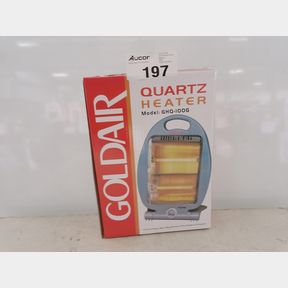 Aucor
197
GOLDAIR
QUARTZ
HEATER
Model: GHQ-100G